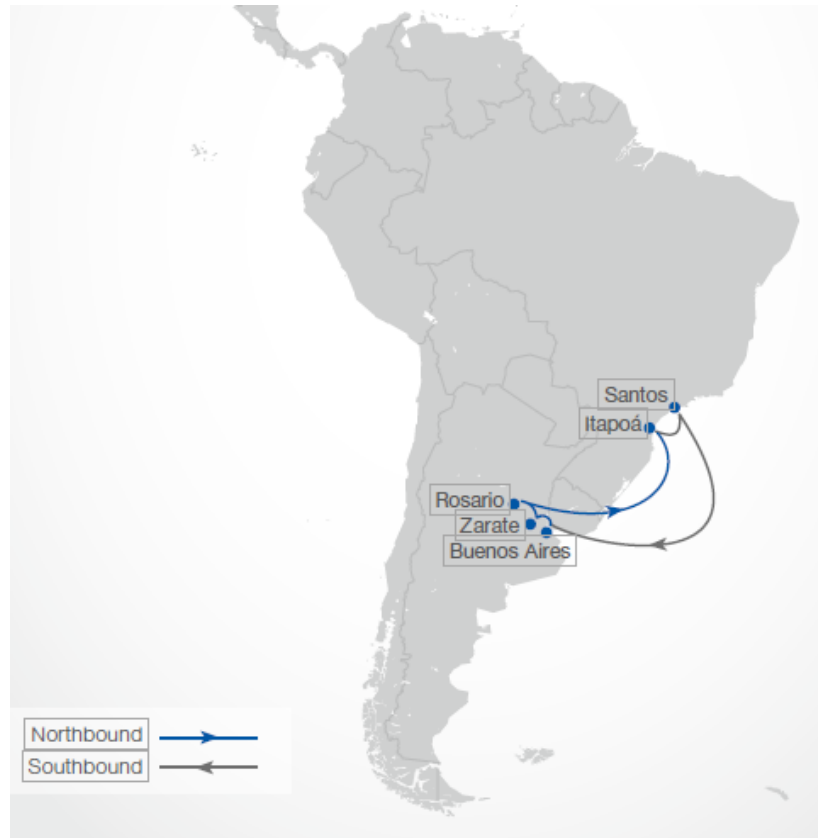 Santos
Itapoá
Rosario
Zarate
Buenos Aires
Northbound
Southbound